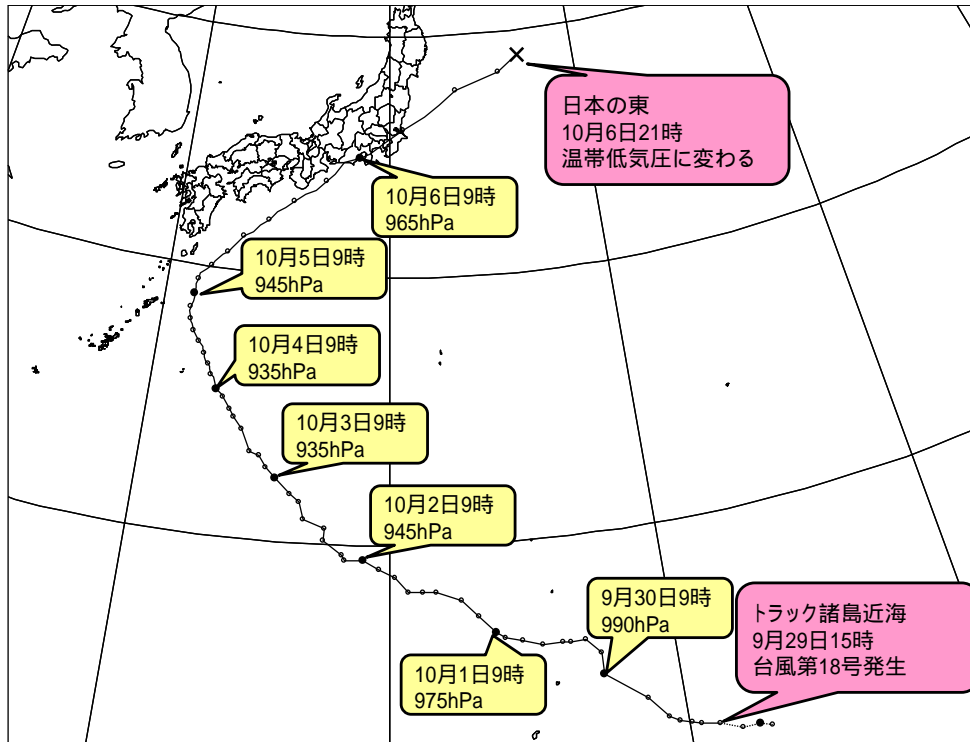 日本の東
10月6日21時
温帯低気圧に変わる
10月6日9時
965hPa
10月5日9時
945hPa
10月4日9時
935hPa
10月3日9時
935hPa
10月2日9時
945hPa
9月30日9時
990hPa
トラック諸島近海
9月29日15時
台風第18号発生
10月1日9時
975hPa